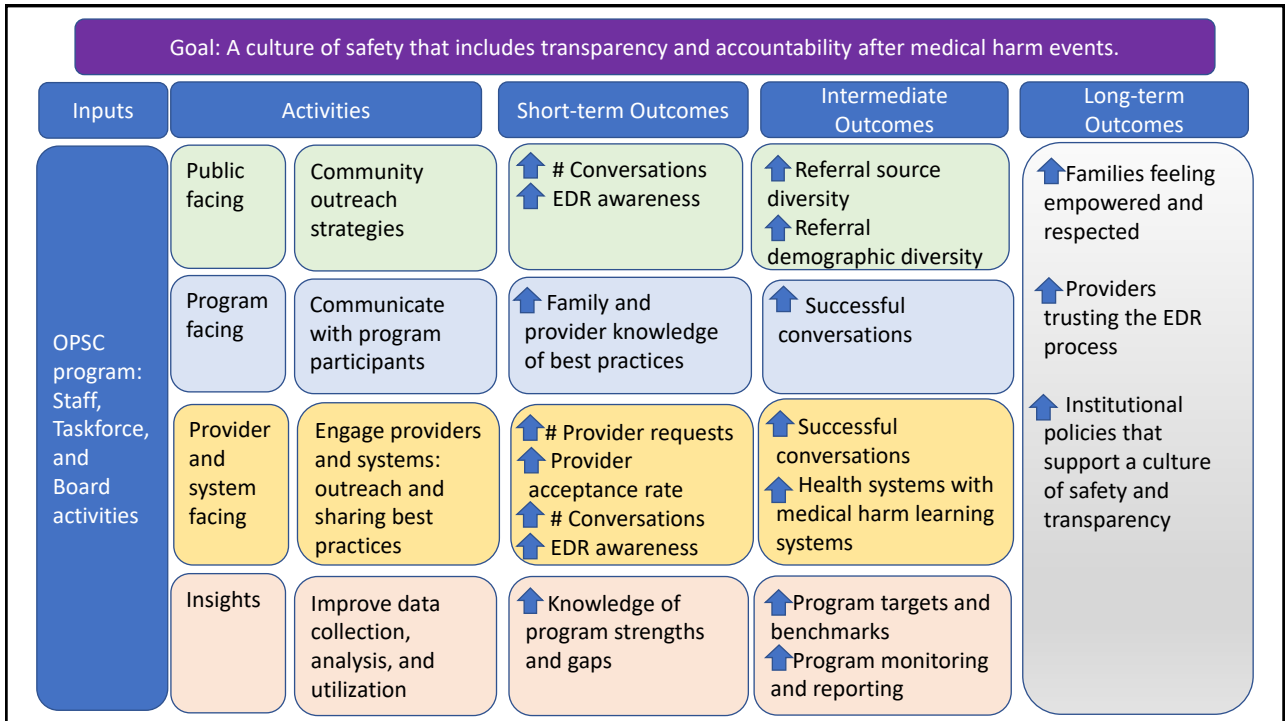 Goal: A culture of safety that includes transparency and accountability after medical harm events.
Inputs
Activities
Short-term Outcomes
Intermediate
Outcomes
Long-term
Outcomes
OPSC
program:
Staff,
Taskforce,
and
Board
activities
Public
facing
Community
outreach
strategies
# Conversations
EDR awareness
Referral source
diversity
Referral
demographic diversity
Program
facing
Communicate
with program
participants
Family and
provider knowledge
of best practices
Successful
conversations
Provider
and
system
facing
Engage providers
and systems:
outreach and
sharing best
practices
# Provider requests
Provider
acceptance rate
# Conversations
EDR awareness
Successful
conversations
Health systems with
medical harm learning
systems
Insights
Improve data
collection,
analysis, and
utilization
Knowledge of
program strengths
and gaps
Program targets and
benchmarks
Program monitoring
and reporting
Families feeling
empowered and
respected
Providers
trusting the EDR
process
Institutional
policies that
support a culture
of safety and
transparency